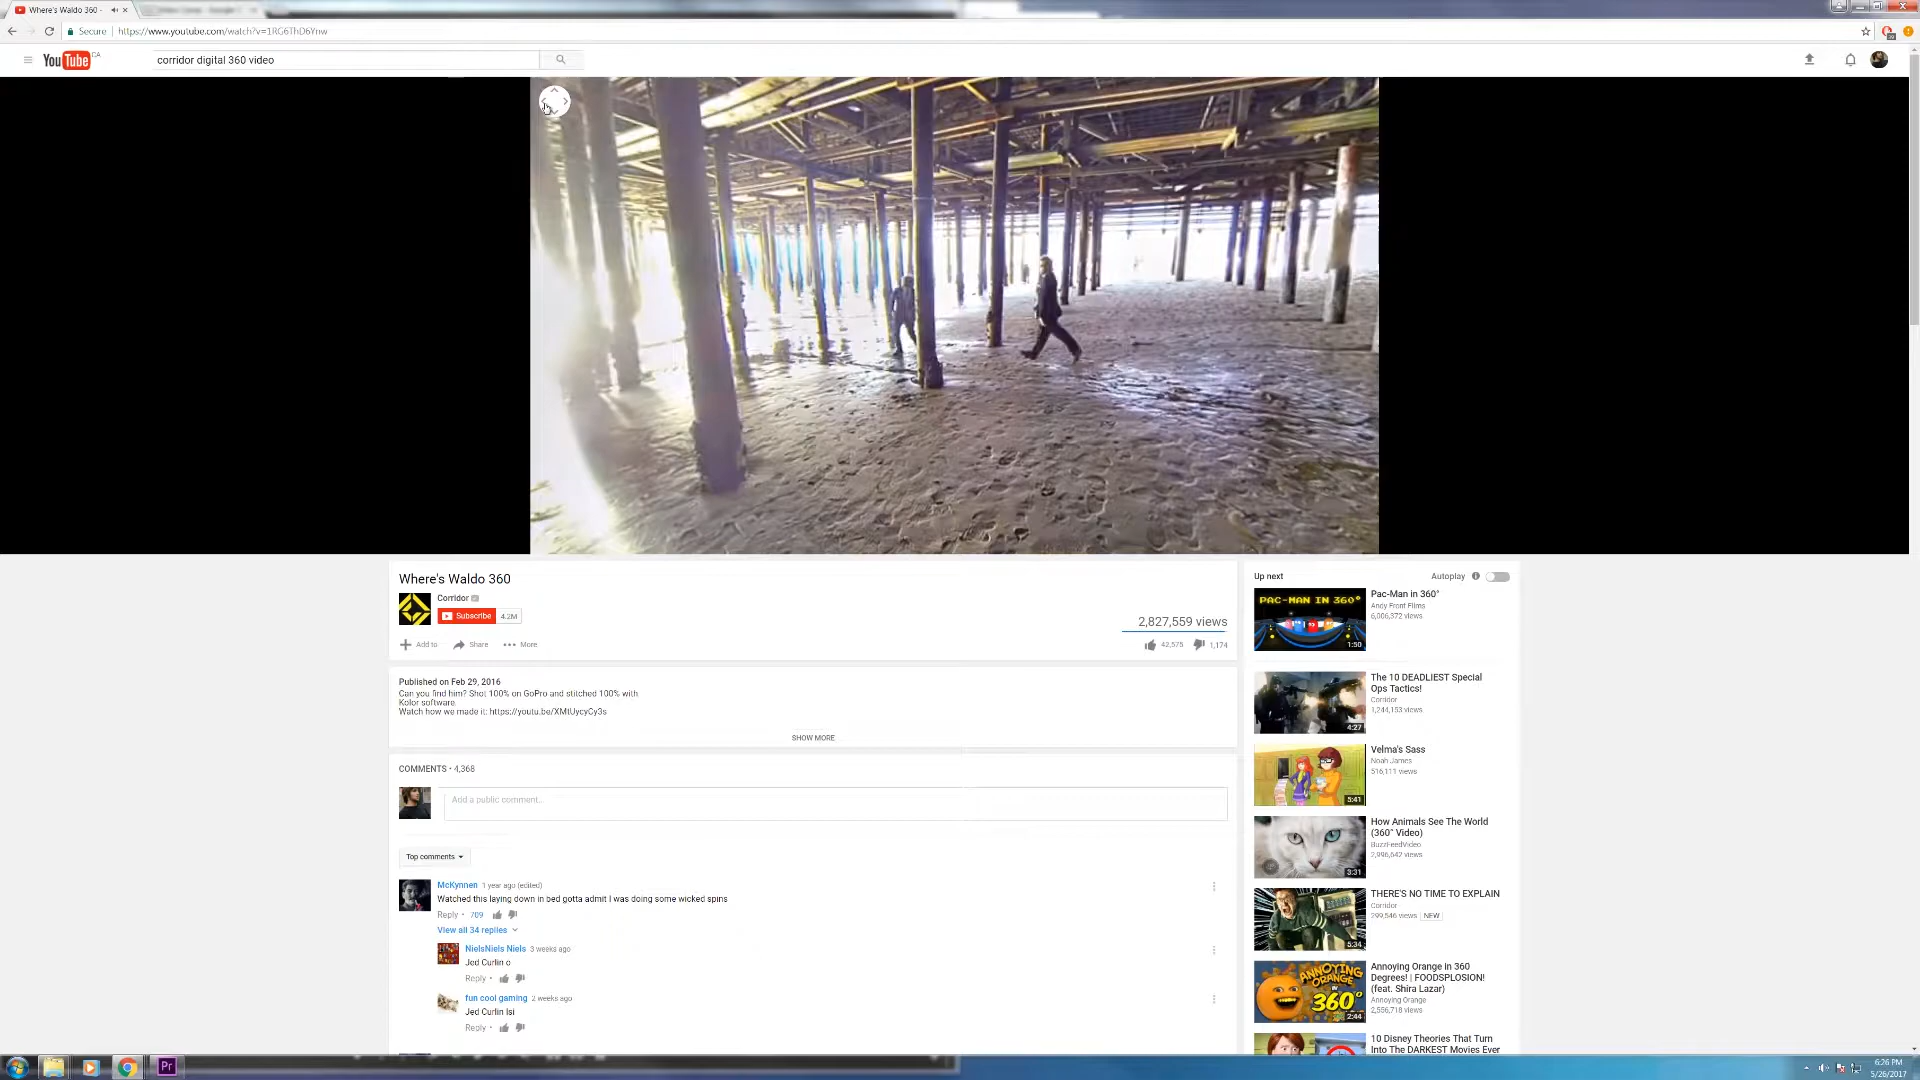 Where's Waldo 360 -
Secure
https://www.youtube.com/watch?v=1RG6ThD6Ynw
YouTube CA
corridor digital 360 video
Where's Waldo 360
Corridor
Subscribe 4.2M
2,827,559 views
Add to Share More
42,575 1,174
Published on Feb 29, 2016
Can you find him? Shot 100% on GoPro and stitched 100% with
Kolor software.
Watch how we made it: https://youtu.be/XMtUycyCy3s
SHOW MORE
COMMENTS • 4,368
Add a public comment...
Top comments
McKynnen 1 year ago (edited)
Watched this laying down in bed gotta admit I was doing some wicked spins
Reply • 709
View all 34 replies
NielsNiels Niels 3 weeks ago
Jed Curlin o
Reply •
fun cool gaming 2 weeks ago
Jed Curlin Isi
Reply •
Up next
Autoplay
PAC-MAN IN 360°
1:50
Pac-Man in 360°
Andy Front Films
6,006,372 views
4:27
The 10 DEADLIEST Special
Ops Tactics!
Corridor
1,244,153 views
5:41
Velma's Sass
Noah James
516,111 views
3:31
How Animals See The World
(360° Video)
BuzzFeedVideo
2,996,642 views
5:34
THERE'S NO TIME TO EXPLAIN
Corridor
299,546 views NEW
ANNOYING
ORANGE
IN
360°
2:44
Annoying Orange in 360
Degrees! | FOODSPLOSION!
(feat. Shira Lazar)
Annoying Orange
2,556,718 views
10 Disney Theories That Turn
Into The DARKEST Movies Ever
Pr
6:26 PM
5/26/2017